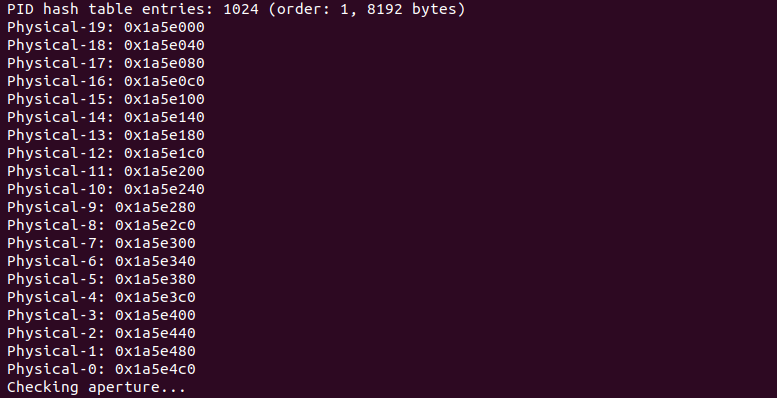 PID hash table entries: 1024 (order: 1, 8192 bytes)
Physical-19: 0x1a5e000
Physical-18: 0x1a5e040
Physical-17: 0x1a5e080
Physical-16: 0x1a5e0c0
Physical-15: 0x1a5e100
Physical-14: 0x1a5e140
Physical-13: 0x1a5e180
Physical-12: 0x1a5e1c0
Physical-11: 0x1a5e200
Physical-10: 0x1a5e240
Physical-9: 0x1a5e280
Physical-8: 0x1a5e2c0
Physical-7: 0x1a5e300
Physical-6: 0x1a5e340
Physical-5: 0x1a5e380
Physical-4: 0x1a5e3c0
Physical-3: 0x1a5e400
Physical-2: 0x1a5e440
Physical-1: 0x1a5e480
Physical-0: 0x1a5e4c0
Checking aperture...